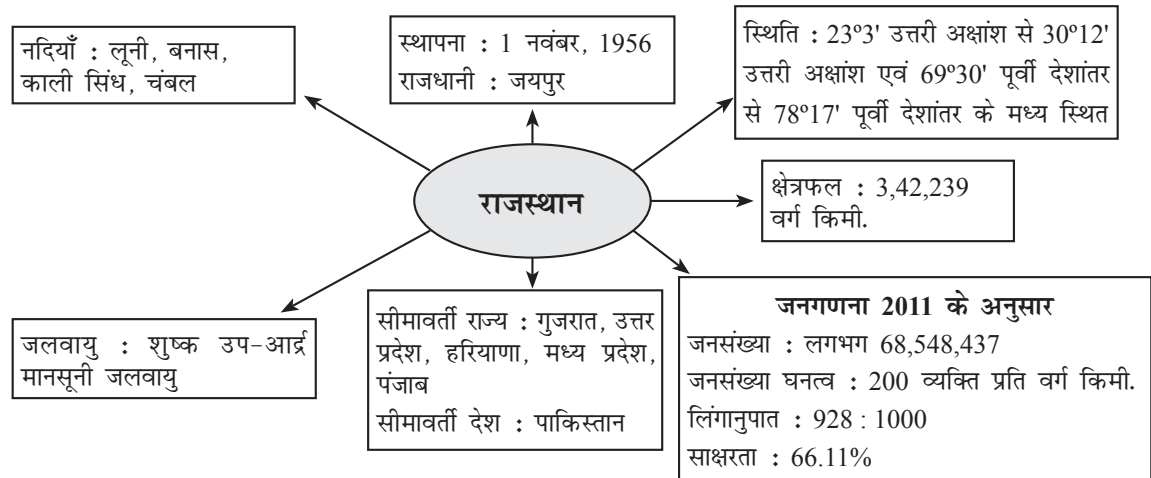 नदियाँ : लूनी, बनास,
काली सिंध, चंबल
स्थापना : 1 नवंबर, 1956
राजधानी : जयपुर
स्थिति : 23º3' उत्तरी अक्षांश से 30º12'
उत्तरी अक्षांश एवं 69º30' पूर्वी देशांतर
से 78º17' पूर्वी देशांतर के मध्य स्थित
राजस्थान
क्षेत्रफल : 3,42,239
वर्ग किमी.
जलवायु : शुष्क उप-आर्द्र
मानसूनी जलवायु
सीमावर्ती राज्य : गुजरात, उत्तर
प्रदेश, हरियाणा, मध्य प्रदेश,
पंजाब
सीमावर्ती देश : पाकिस्तान
जनगणना 2011 के अनुसार
जनसंख्या : लगभग 68,548,437
जनसंख्या घनत्व : 200 व्यक्ति प्रति वर्ग किमी.
लिंगानुपात : 928 : 1000
साक्षरता : 66.11%